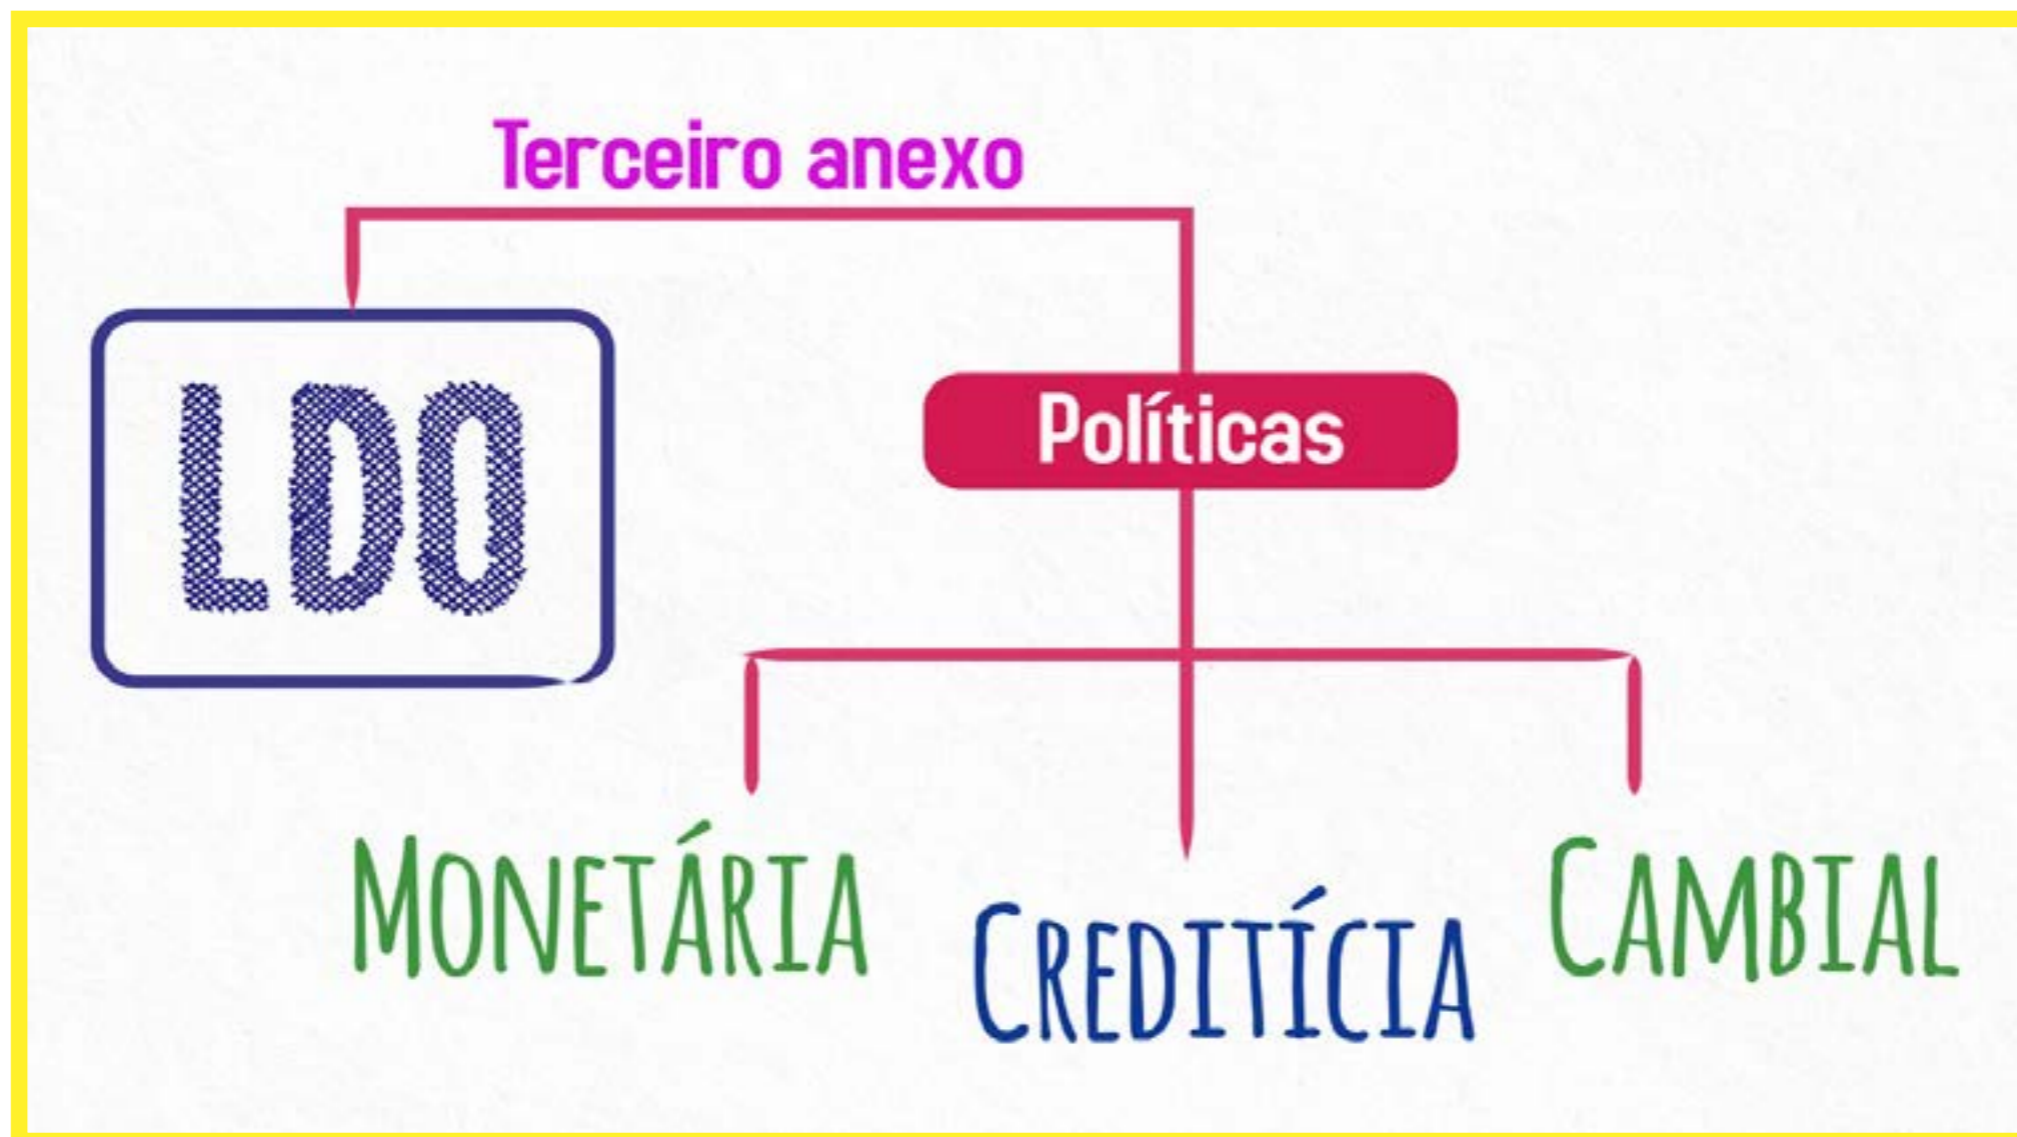 Terceiro anexo
LDO
Políticas
MONETÁRIA
CREDITÍCIA
CAMBIAL